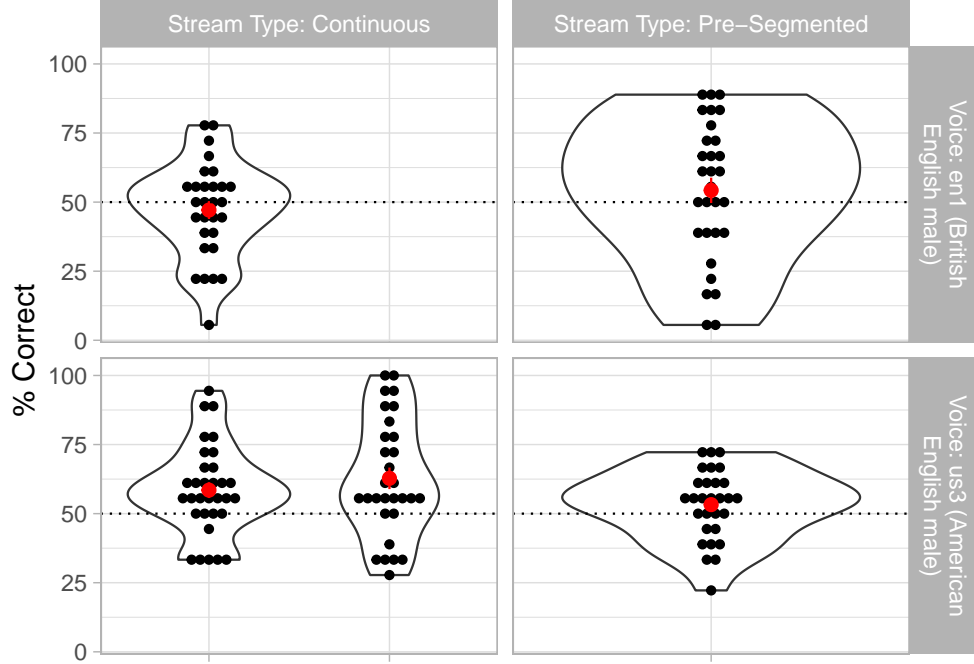 Stream Type: Continuous
Stream Type: Pre−Segmented
100
75
50
25
0
Voice: en1 (British
English male)
% Correct
100
75
50
25
0
Voice: us3 (American
English male)